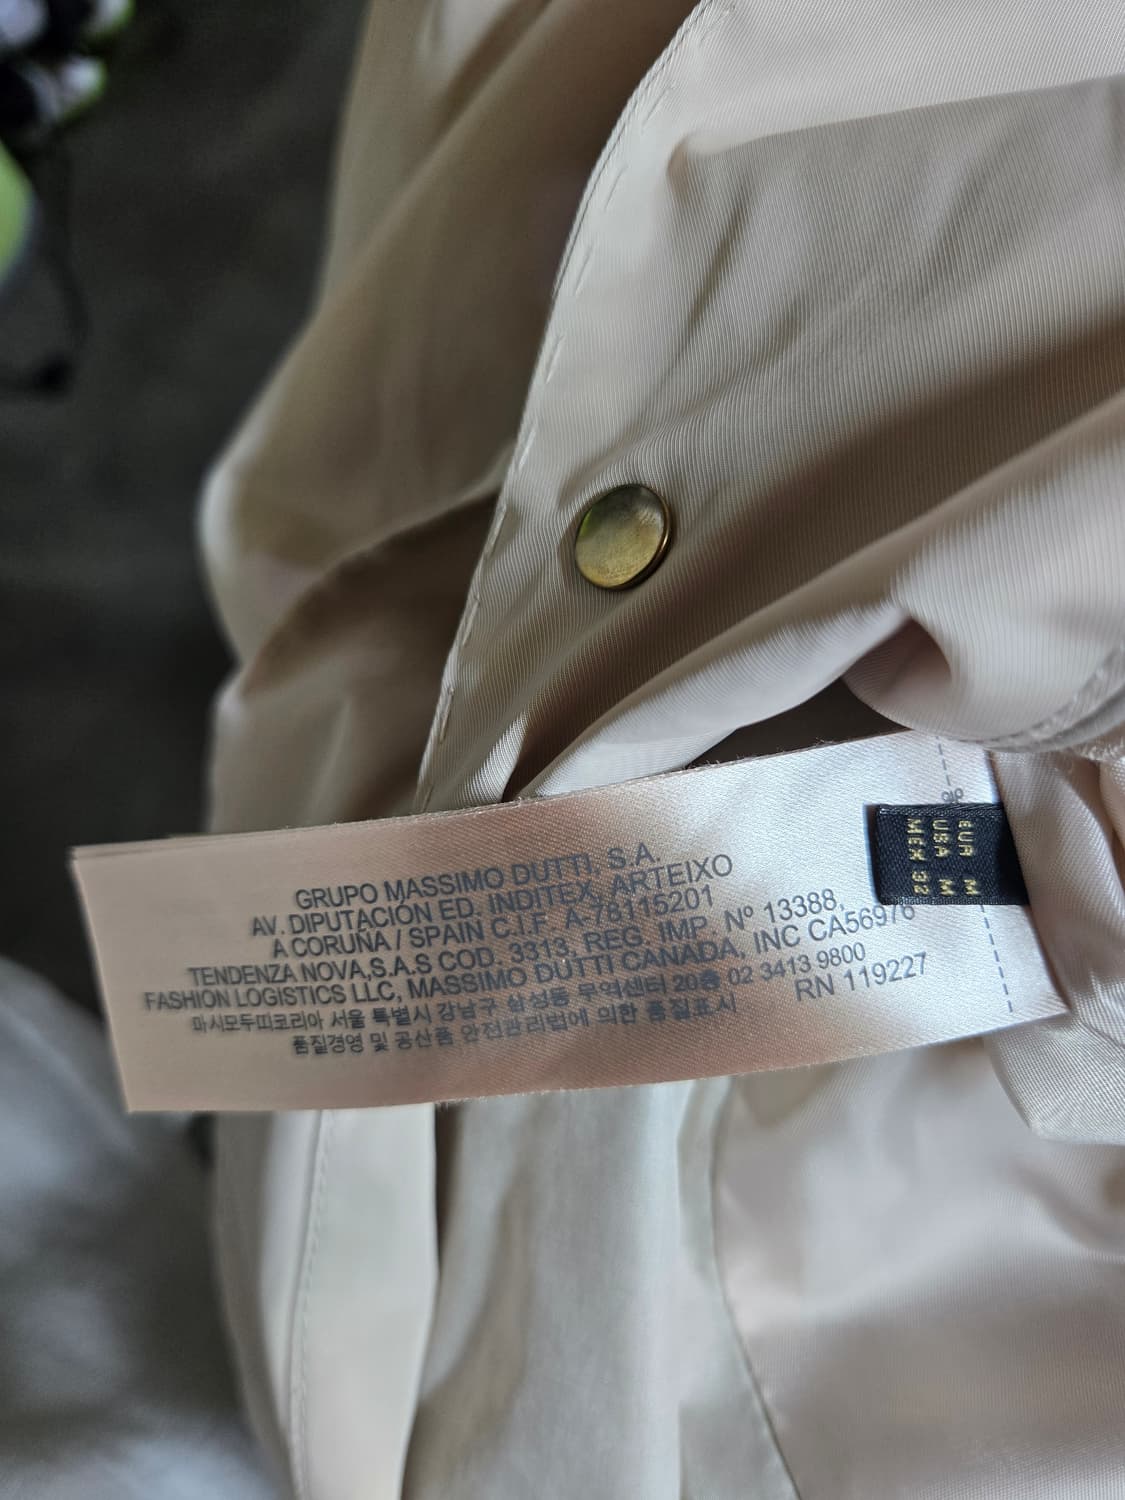 GRUPO MASSIMO DUTTI, S.A.
AV. DIPUTACIÓN ED. INDITEX, ARTEIXO
A CORUÑA / SPAIN C.I.F. A-78115201
TENDENZA NOVA,S.A.S COD. 3313, REG. IMP. Nº 13388,
FASHION LOGISTICS LLC, MASSIMO DUTTI CANADA, INC CA56976
RN 119227
마시모두띠코리아 서울 특별시 강남구 삼성동 무역센터 20층 02 3413 9800
품질경영 및 공산품 안전관리법에 의한 품질표시
EUR M
USA M
MEX 92